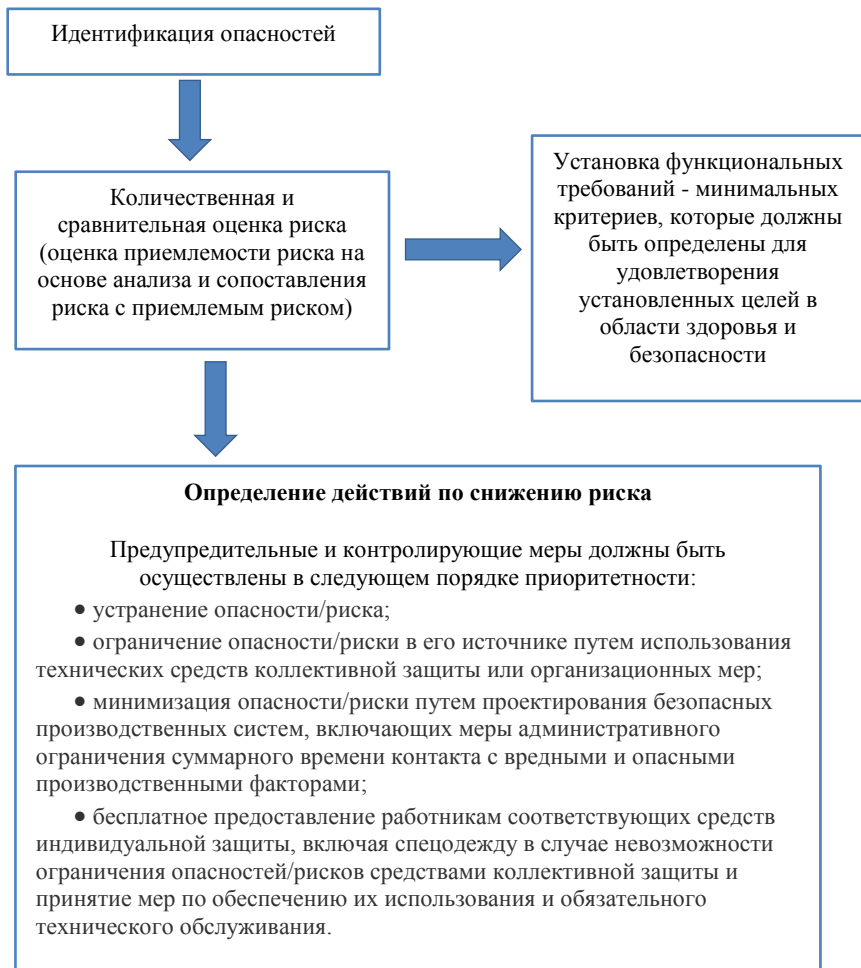 Идентификация опасностей
Количественная и
сравнительная оценка риска
(оценка приемлемости риска на
основе анализа и сопоставления
риска с приемлемым риском)
Установка функциональных
требований - минимальных
критериев, которые должны
быть определены для
удовлетворения
установленных целей в
области здоровья и
безопасности
Определение действий по снижению риска
Предупредительные и контролирующие меры должны быть
осуществлены в следующем порядке приоритетности:
• устранение опасности/риска;
• ограничение опасности/риски в его источнике путем использования
технических средств коллективной защиты или организационных мер;
• минимизация опасности/риски путем проектирования безопасных
производственных систем, включающих меры административного
ограничения суммарного времени контакта с вредными и опасными
производственными факторами;
• бесплатное предоставление работникам соответствующих средств
индивидуальной защиты, включая спецодежду в случае невозможности
ограничения опасностей/рисков средствами коллективной защиты и
принятие мер по обеспечению их использования и обязательного
технического обслуживания.